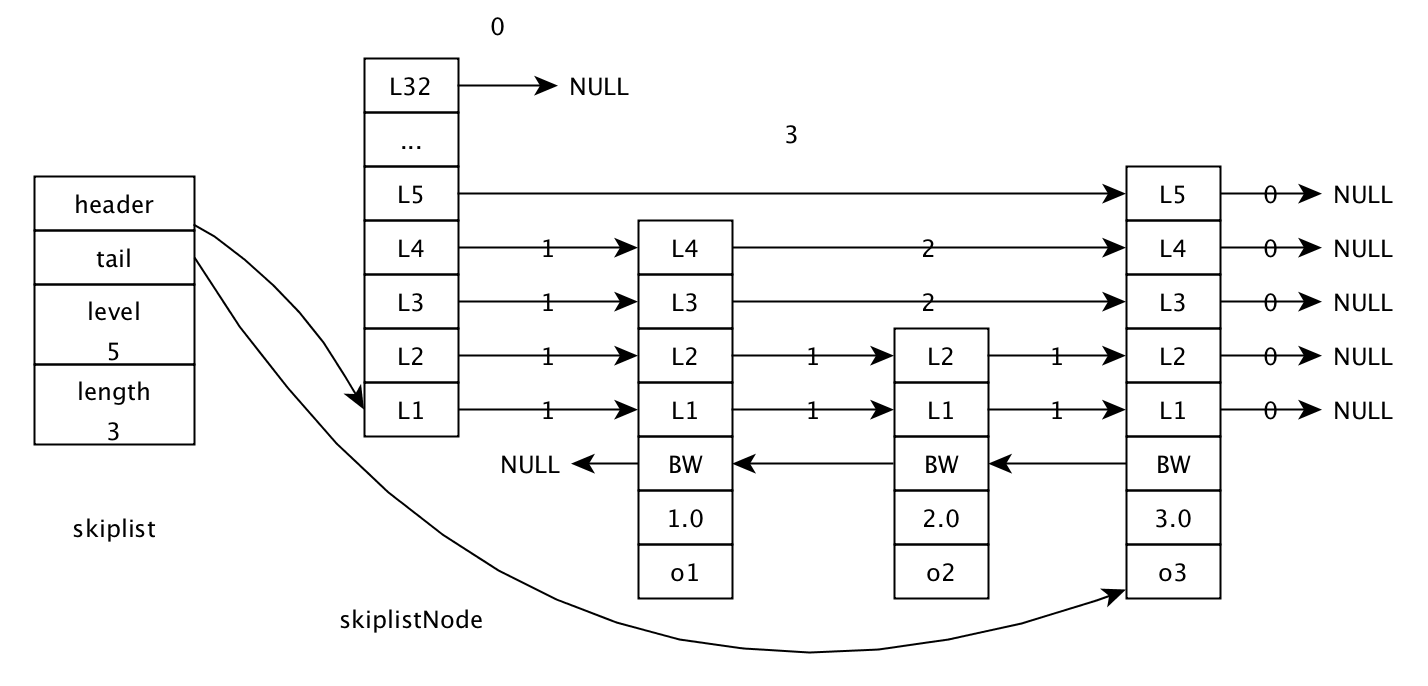 0
L32 NULL
... 3
header L5 L5 0 NULL
tail L4 1 L4 2 L4 0 NULL
level L3 1 L3 2 L3 0 NULL
5 L2 1 L2 1 L2 1 L2 0 NULL
length L1 1 L1 1 L1 1 L1 0 NULL
3
NULL BW BW BW
skiplist 1.0 2.0 3.0
o1 o2 o3
skiplistNode